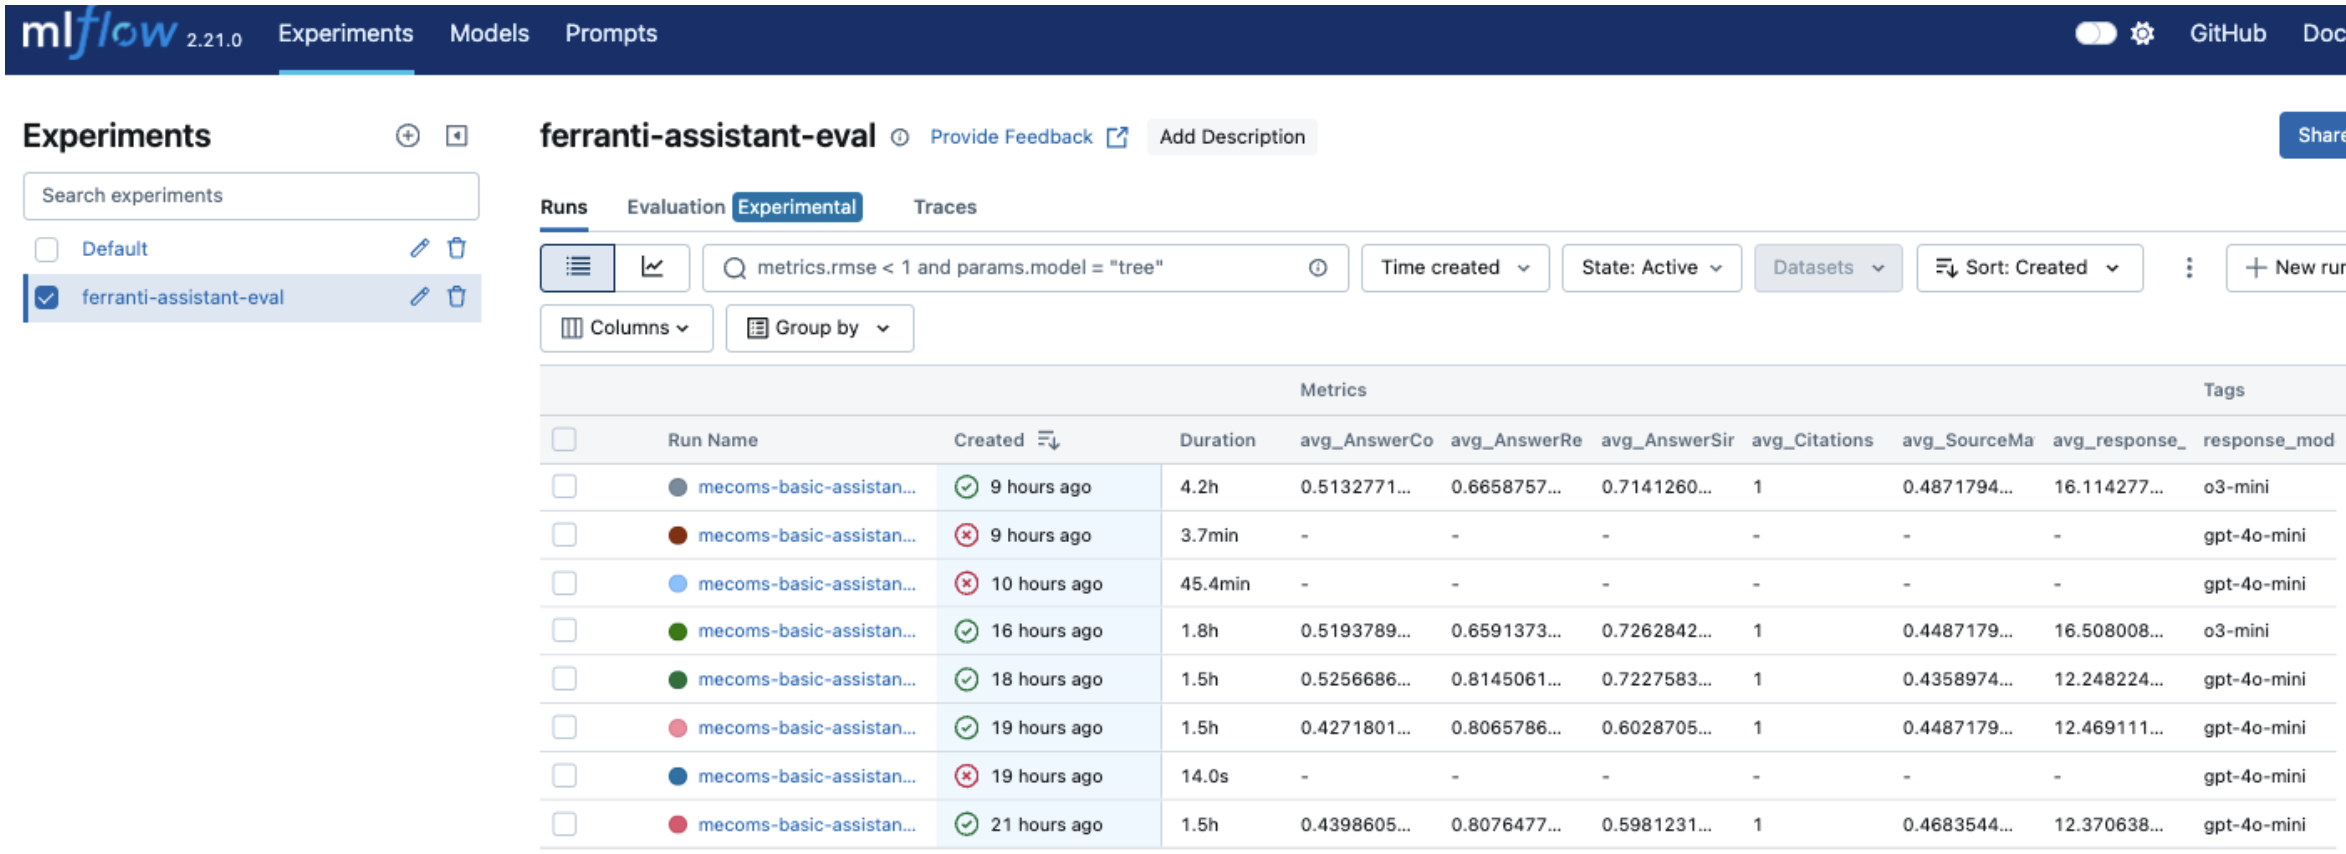 mlflow 2.21.0 Experiments Models Prompts GitHub Doc
Experiments
Search experiments
Default
ferranti-assistant-eval
ferranti-assistant-eval Provide Feedback Add Description Share
Runs Evaluation Experimental Traces
metrics.rmse < 1 and params.model = "tree" Time created State: Active Datasets Sort: Created New run
Columns Group by
Metrics Tags
Run Name Created Duration avg_AnswerCo avg_AnswerRe avg_AnswerSir avg_Citations avg_SourceMa avg_response_ response_mod
mecoms-basic-assistan... 9 hours ago 4.2h 0.5132771... 0.6658757... 0.7141260... 1 0.4871794... 16.114277... o3-mini
mecoms-basic-assistan... 9 hours ago 3.7min - - - - - - gpt-4o-mini
mecoms-basic-assistan... 10 hours ago 45.4min - - - - - - gpt-4o-mini
mecoms-basic-assistan... 16 hours ago 1.8h 0.5193789... 0.6591373... 0.7262842... 1 0.4487179... 16.508008... o3-mini
mecoms-basic-assistan... 18 hours ago 1.5h 0.5256686... 0.8145061... 0.7227583... 1 0.4358974... 12.248224... gpt-4o-mini
mecoms-basic-assistan... 19 hours ago 1.5h 0.4271801... 0.8065786... 0.6028705... 1 0.4487179... 12.469111... gpt-4o-mini
mecoms-basic-assistan... 19 hours ago 14.0s - - - - - - gpt-4o-mini
mecoms-basic-assistan... 21 hours ago 1.5h 0.4398605... 0.8076477... 0.5981231... 1 0.4683544... 12.370638... gpt-4o-mini